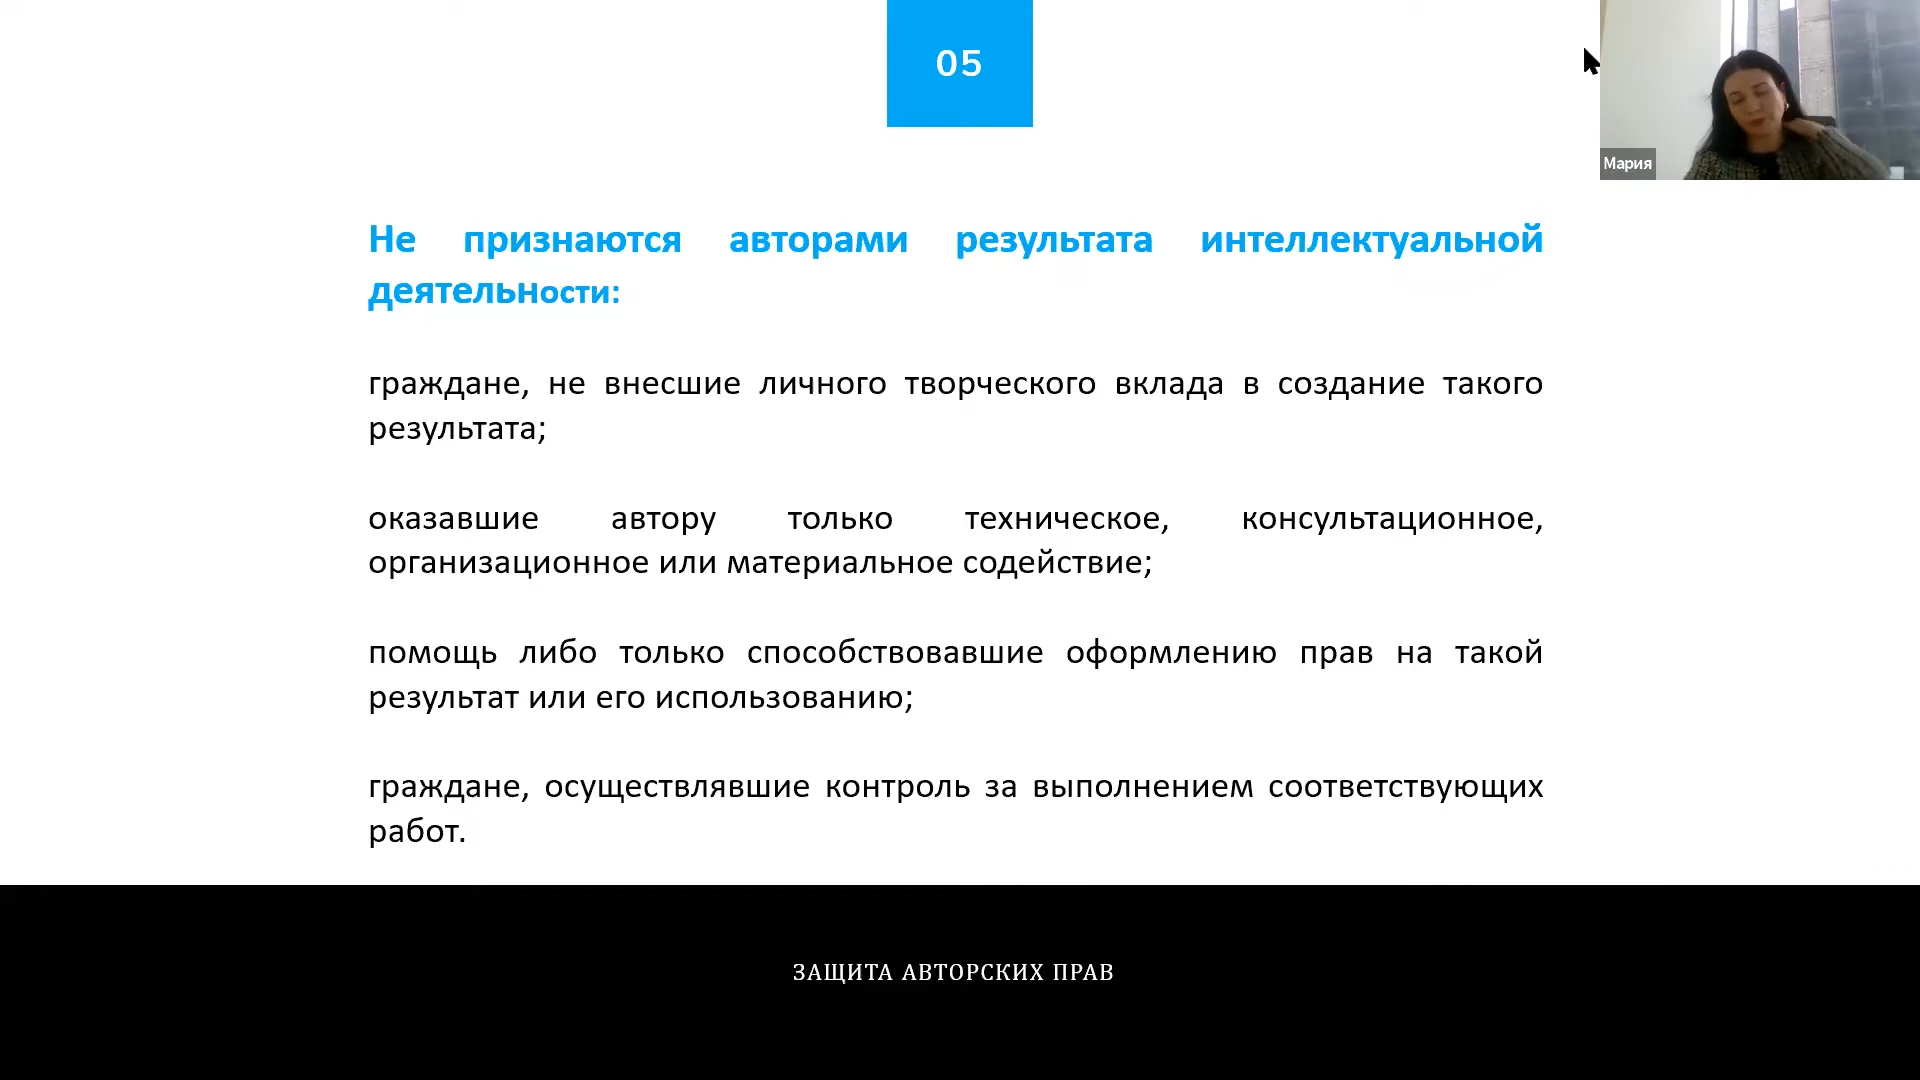 05
Мария
Не признаются авторами результата интеллектуальной
деятельности:
граждане, не внесшие личного творческого вклада в создание такого
результата;
оказавшие автору только техническое, консультационное,
организационное или материальное содействие;
помощь либо только способствовавшие оформлению прав на такой
результат или его использованию;
граждане, осуществлявшие контроль за выполнением соответствующих
работ.
ЗАЩИТА АВТОРСКИХ ПРАВ